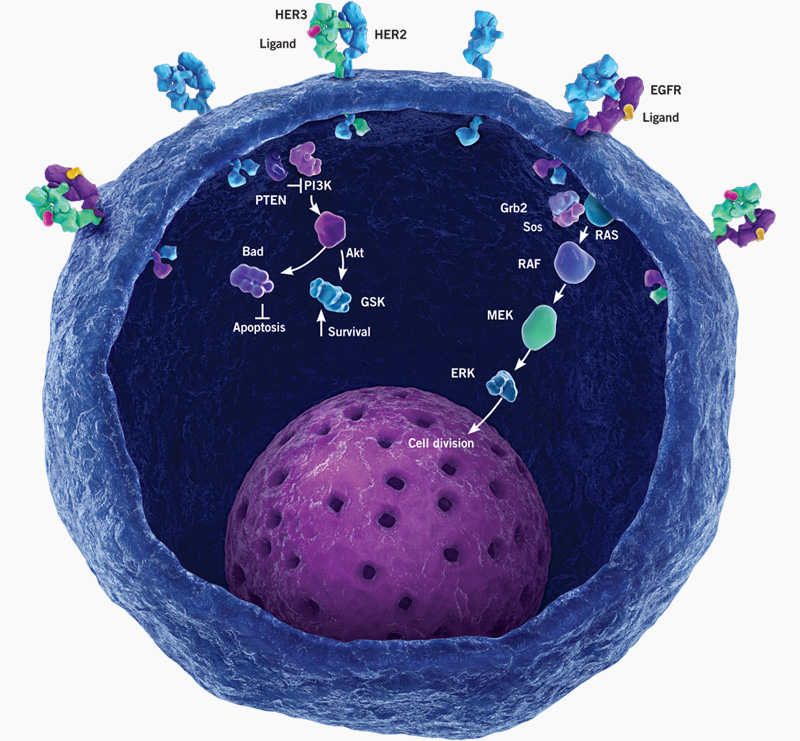 HER3
HER2
Ligand
EGFR
Ligand
PTEN
PI3K
Grb2
Sos
RAS
Bad
Akt
RAF
GSK
MEK
Apoptosis
Survival
ERK
Cell division